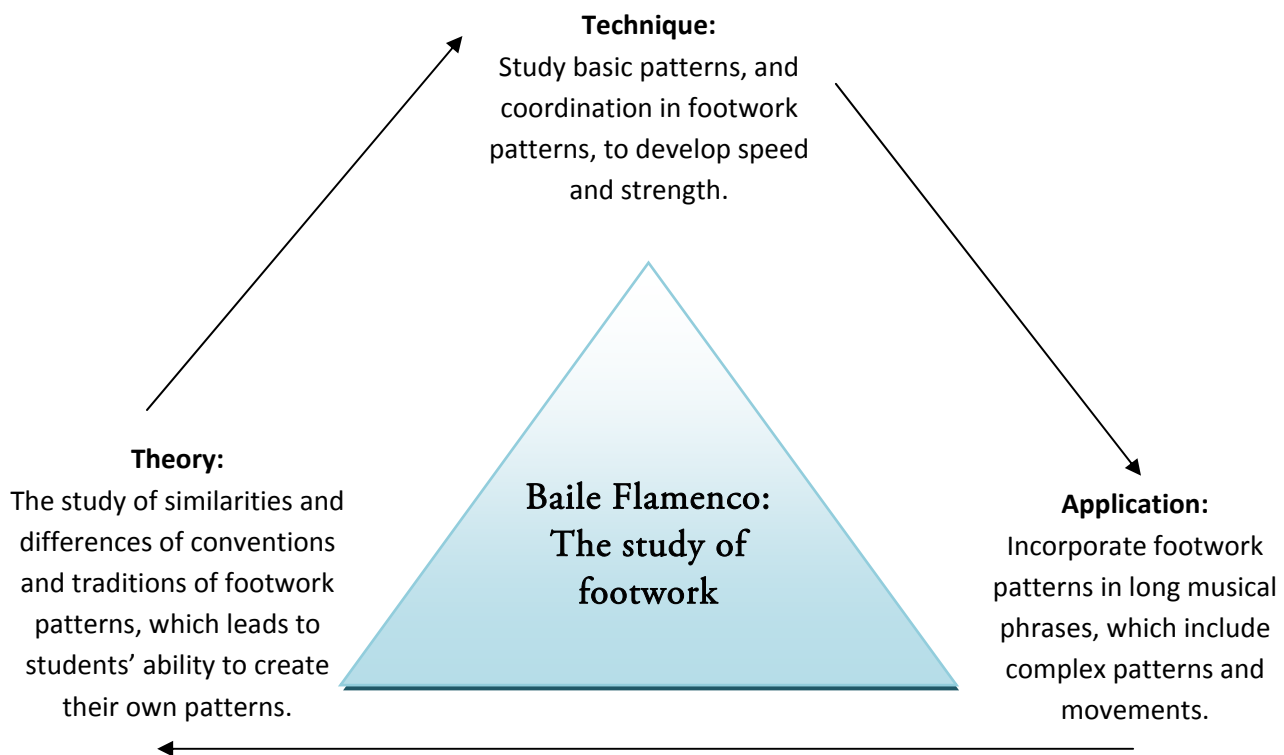 Technique:
Study basic patterns, and
coordination in footwork
patterns, to develop speed
and strength.
Theory:
The study of similarities and
differences of conventions
and traditions of footwork
patterns, which leads to
students’ ability to create
their own patterns.
Baile Flamenco:
The study of
footwork
Application:
Incorporate footwork
patterns in long musical
phrases, which include
complex patterns and
movements.